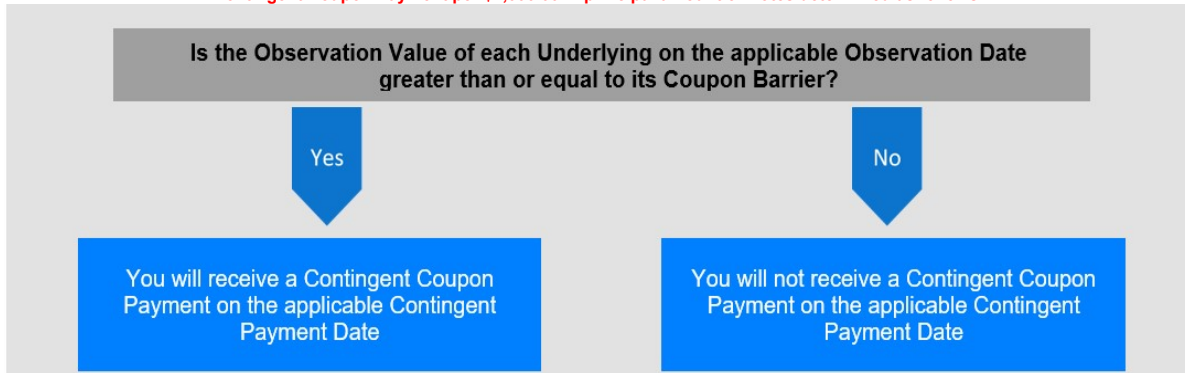 Is the Observation Value of each Underlying on the applicable Observation Date
greater than or equal to its Coupon Barrier?
Yes
No
You will receive a Contingent Coupon
Payment on the applicable Contingent
Payment Date
You will not receive a Contingent Coupon
Payment on the applicable Contingent
Payment Date